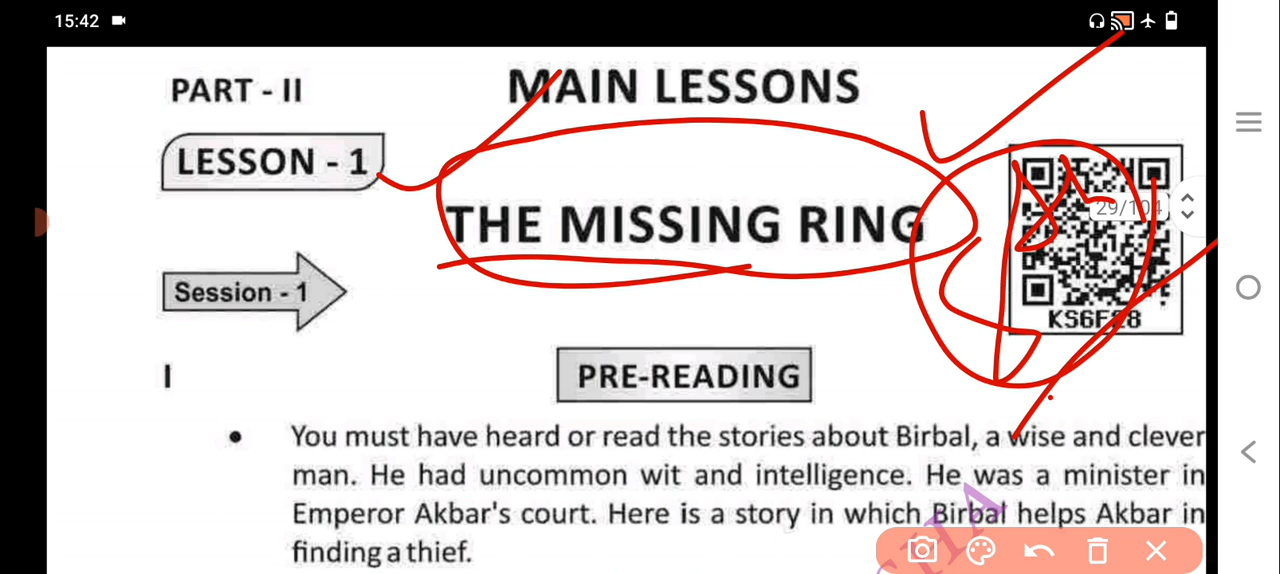 15:42
PART - II
MAIN LESSONS
LESSON - 1
THE MISSING RING
29/104
Session - 1
I
PRE-READING
• You must have heard or read the stories about Birbal, a wise and clever
man. He had uncommon wit and intelligence. He was a minister in
Emperor Akbar's court. Here is a story in which Birbal helps Akbar in
finding a thief.